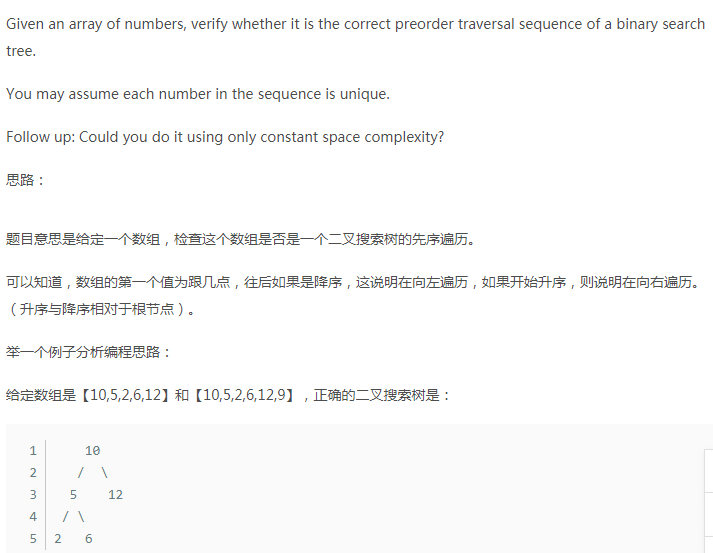 Given an array of numbers, verify whether it is the correct preorder traversal sequence of a binary search
tree.
You may assume each number in the sequence is unique.
Follow up: Could you do it using only constant space complexity?
思路：
题目意思是给定一个数组，检查这个数组是否是一个二叉搜索树的先序遍历。
可以知道，数组的第一个值为跟几点，往后如果是降序，这说明在向左遍历，如果开始升序，则说明在向右遍历。
（升序与降序相对于根节点）。
举一个例子分析编程思路：
给定数组是【10,5,2,6,12】和【10,5,2,6,12,9】，正确的二叉搜索树是：
1 10
2 / \
3 5 12
4 / \
5 2 6